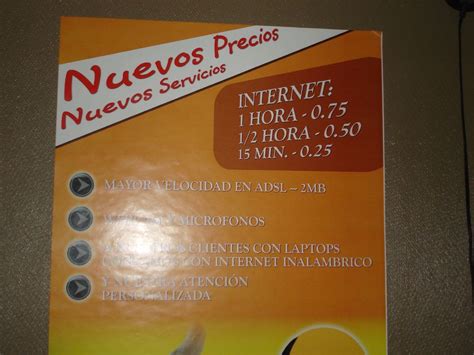 Nuevos Precios
Nuevos Servicios
INTERNET:
1 HORA - 0.75
1/2 HORA - 0.50
15 MIN. - 0.25
MAYOR VELOCIDAD EN ADSL – 2MB
Y MICROFONOS
CLIENTES CON LAPTOPS
CON INTERNET INALAMBRICO
Y ATENCIÓN
PERSONALIZADA